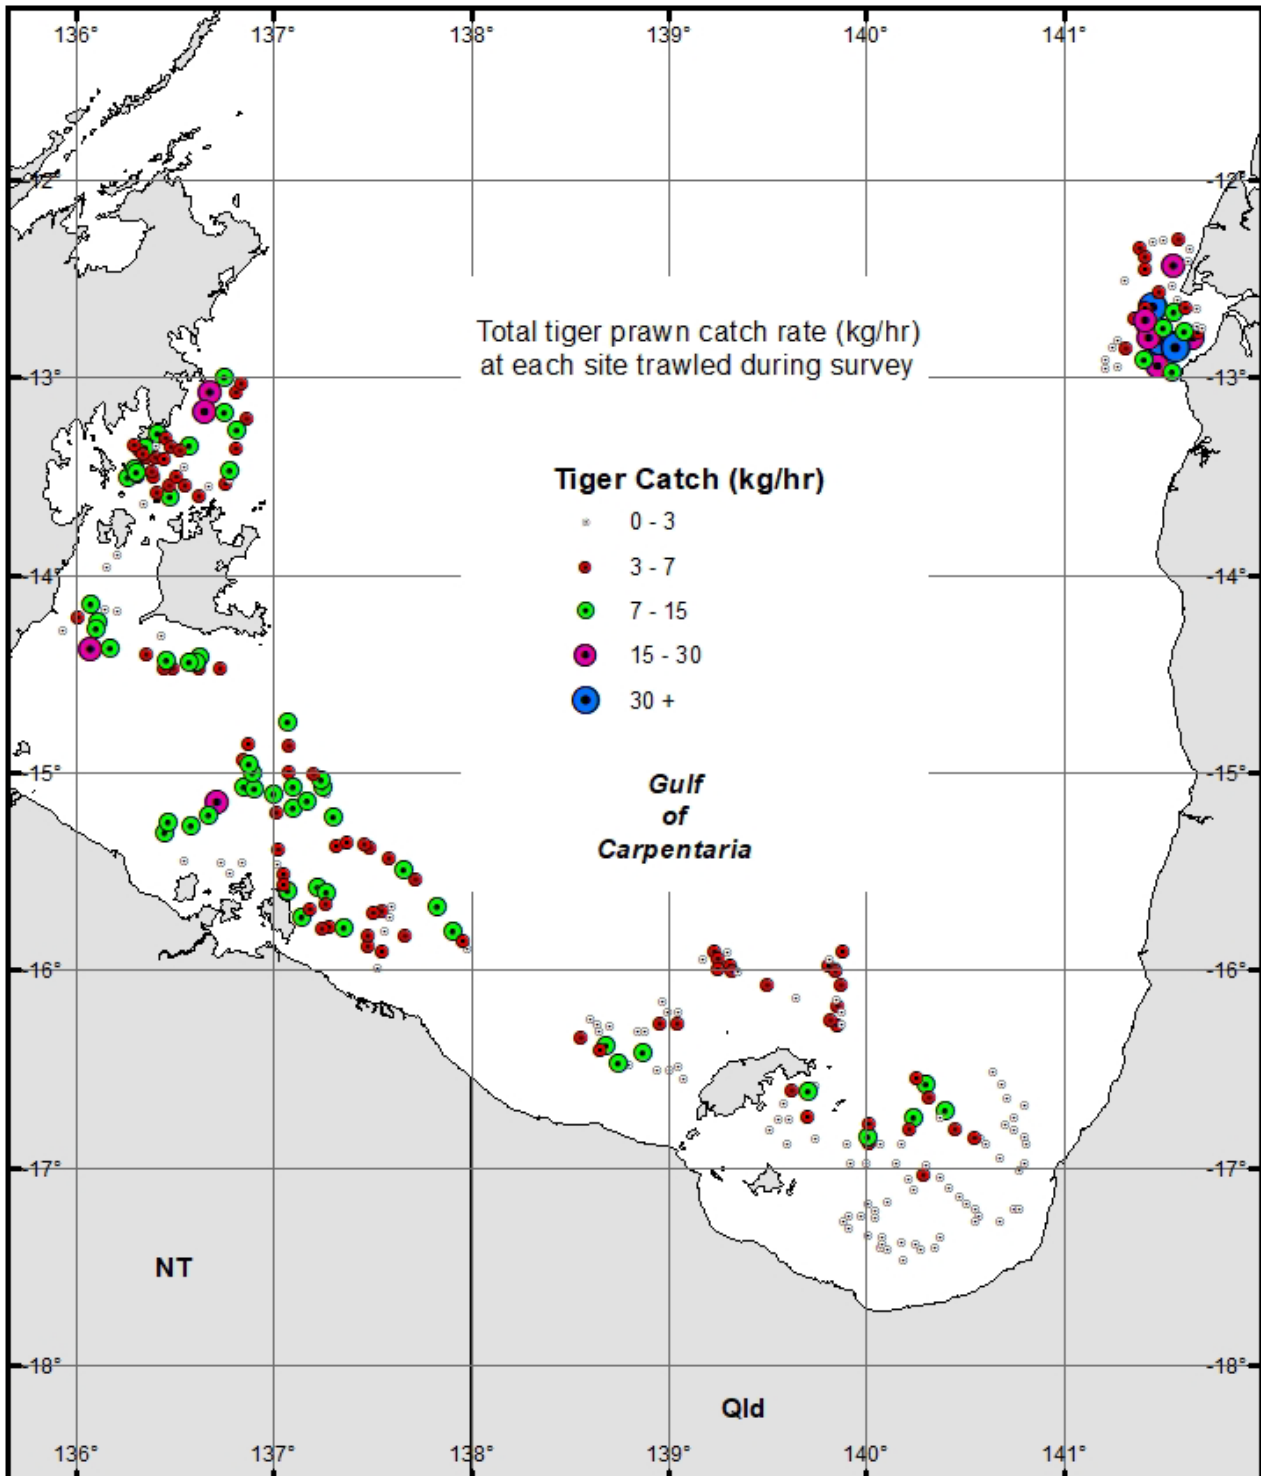 136° 137° 138° 139° 140° 141°
-12° -12°
Total tiger prawn catch rate (kg/hr)
at each site trawled during survey
-13° -13°
Tiger Catch (kg/hr)
0 - 3
3 - 7
7 - 15
15 - 30
30 +
-14° -14°
-15° -15°
Gulf
of
Carpentaria
-16° -16°
-17° -17°
NT
-18° -18°
Qld
136° 137° 138° 139° 140° 141°